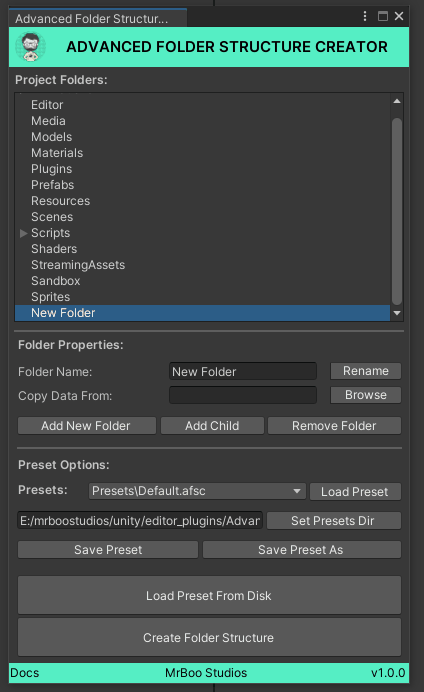 Advanced Folder Structur...
ADVANCED FOLDER STRUCTURE CREATOR
Project Folders:
Editor
Media
Models
Materials
Plugins
Prefabs
Resources
Scenes
Scripts
Shaders
StreamingAssets
Sandbox
Sprites
New Folder
Folder Properties:
Folder Name: New Folder Rename
Copy Data From: Browse
Add New Folder Add Child Remove Folder
Preset Options:
Presets: Presets\Default.afsc Load Preset
E:/mrboostudios/unity/editor_plugins/Advan Set Presets Dir
Save Preset Save Preset As
Load Preset From Disk
Create Folder Structure
Docs MrBoo Studios v1.0.0